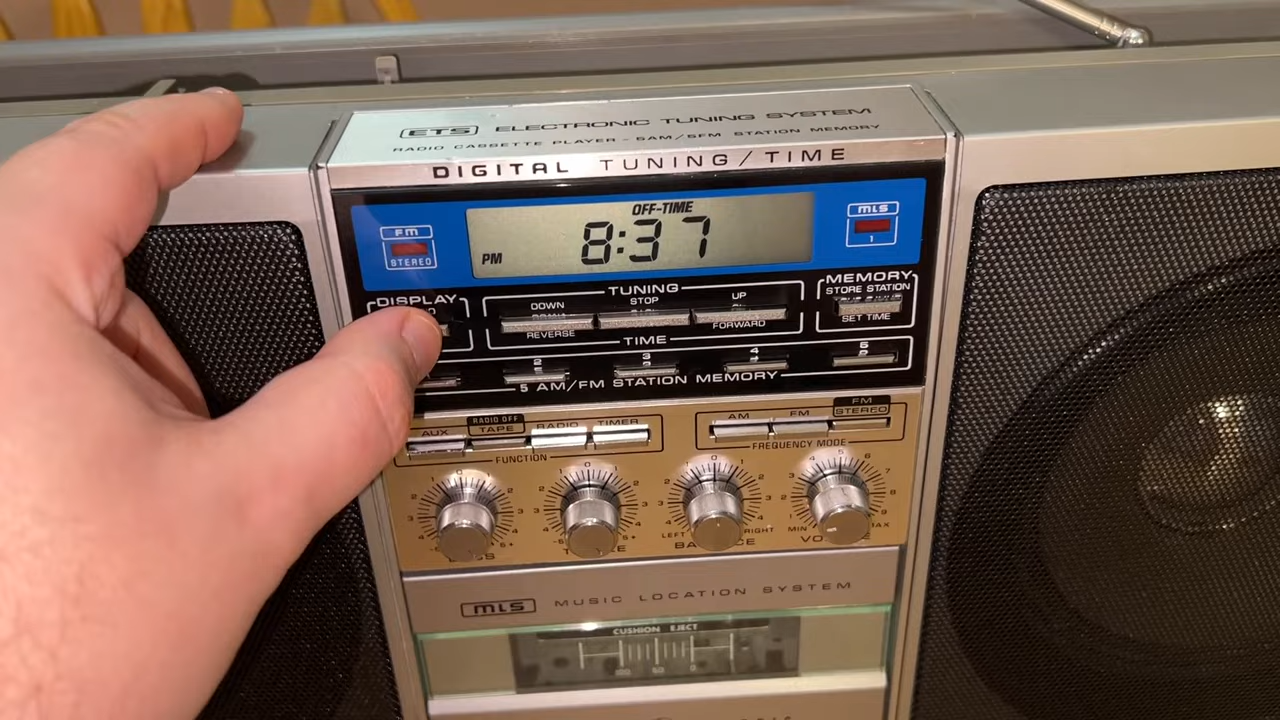 ETS ELECTRONIC TUNING SYSTEM
RADIO CASSETTE PLAYER - 5AM/5FM STATION MEMORY
DIGITAL TUNING/TIME
FM
STEREO
OFF-TIME
PM 8:37
MLS
1
DISPLAY
TUNING
DOWN STOP UP
REVERSE FORWARD
TIME
MEMORY
STORE STATION
SET TIME
2 3 4 5
5 AM/FM STATION MEMORY
AUX RADIO OFF TAPE RADIO TIMER
FUNCTION
AM FM FM STEREO
FREQUENCY MODE
LEFT RIGHT
MIN
MLS MUSIC LOCATION SYSTEM
CUSHION EJECT
100 50 0